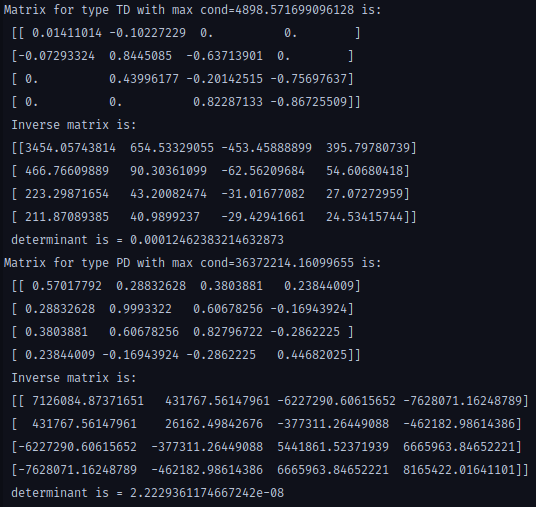 Matrix for type TD with max cond=4898.571699096128 is:
[[ 0.01411014 -0.10227229  0.          0.        ]
[-0.07293324  0.8445085  -0.63713901  0.        ]
[ 0.          0.43996177 -0.20142515 -0.75697637]
[ 0.          0.          0.82287133 -0.86725509]]
Inverse matrix is:
[[3454.05743814  654.53329055 -453.45888899  395.79780739]
[ 466.76609889   90.30361099  -62.56209684   54.60680418]
[ 223.29871654   43.20082474  -31.01677082   27.07272959]
[ 211.87089385   40.9899237   -29.42941661   24.53415744]]
determinant is = 0.00012462383214632873
Matrix for type PD with max cond=36372214.16099655 is:
[[ 0.57017792  0.28832628  0.3803881   0.23844009]
[ 0.28832628  0.9993322   0.60678256 -0.16943924]
[ 0.3803881   0.60678256  0.82796722 -0.2862225 ]
[ 0.23844009 -0.16943924 -0.2862225   0.44682025]]
Inverse matrix is:
[[ 7126084.87371651   431767.56147961 -6227290.60615652 -7628071.16248789]
[  431767.56147961    26162.49842676  -377311.26449088  -462182.98614386]
[-6227290.60615652  -377311.26449088  5441861.52371939  6665963.84652221]
[-7628071.16248789  -462182.98614386  6665963.84652221  8165422.01641101]]
determinant is = 2.2229361174667242e-08